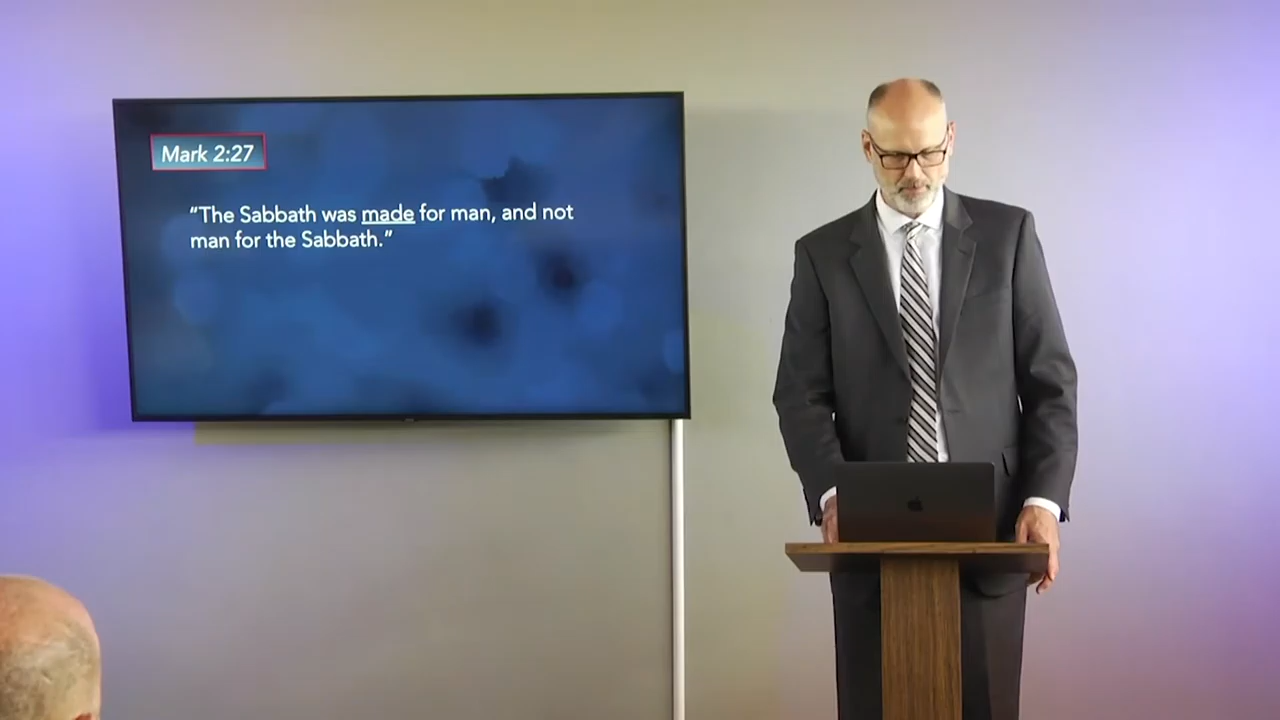 Mark 2:27
“The Sabbath was made for man, and not
man for the Sabbath.”